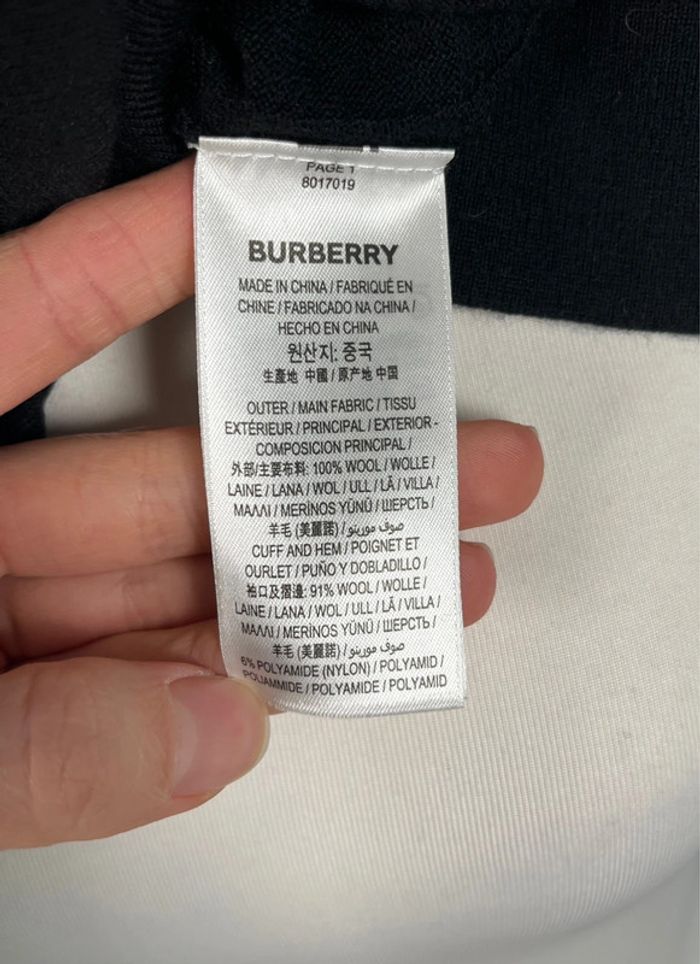 PAGE 1
8017019
BURBERRY
MADE IN CHINA / FABRIQUÉ EN
CHINE / FABRICADO NA CHINA /
HECHO EN CHINA
원산지: 중국
生產地 中國 / 原产地 中国
OUTER / MAIN FABRIC / TISSU
EXTÉRIEUR / PRINCIPAL / EXTERIOR -
COMPOSICION PRINCIPAL /
外部/主要布料: 100% WOOL / WOLLE /
LAINE / LANA / WOL / ULL / LÃ / VILLA /
ΜΑΛΛΙ / MERİNOS YÜNÜ / ШЕРСТЬ /
羊毛 (美麗諾) / صوف مورينو
CUFF AND HEM / POIGNET ET
OURLET / PUÑO Y DOBLADILLO /
袖口及摺邊: 91% WOOL / WOLLE /
LAINE / LANA / WOL / ULL / LÃ / VILLA /
ΜΑΛΛΙ / MERİNOS YÜNÜ / ШЕРСТЬ /
羊毛 (美麗諾) / صوف مورينو
6% POLYAMIDE (NYLON) / POLYAMID /
POLIAMMIDE / POLYAMIDE / POLYAMID